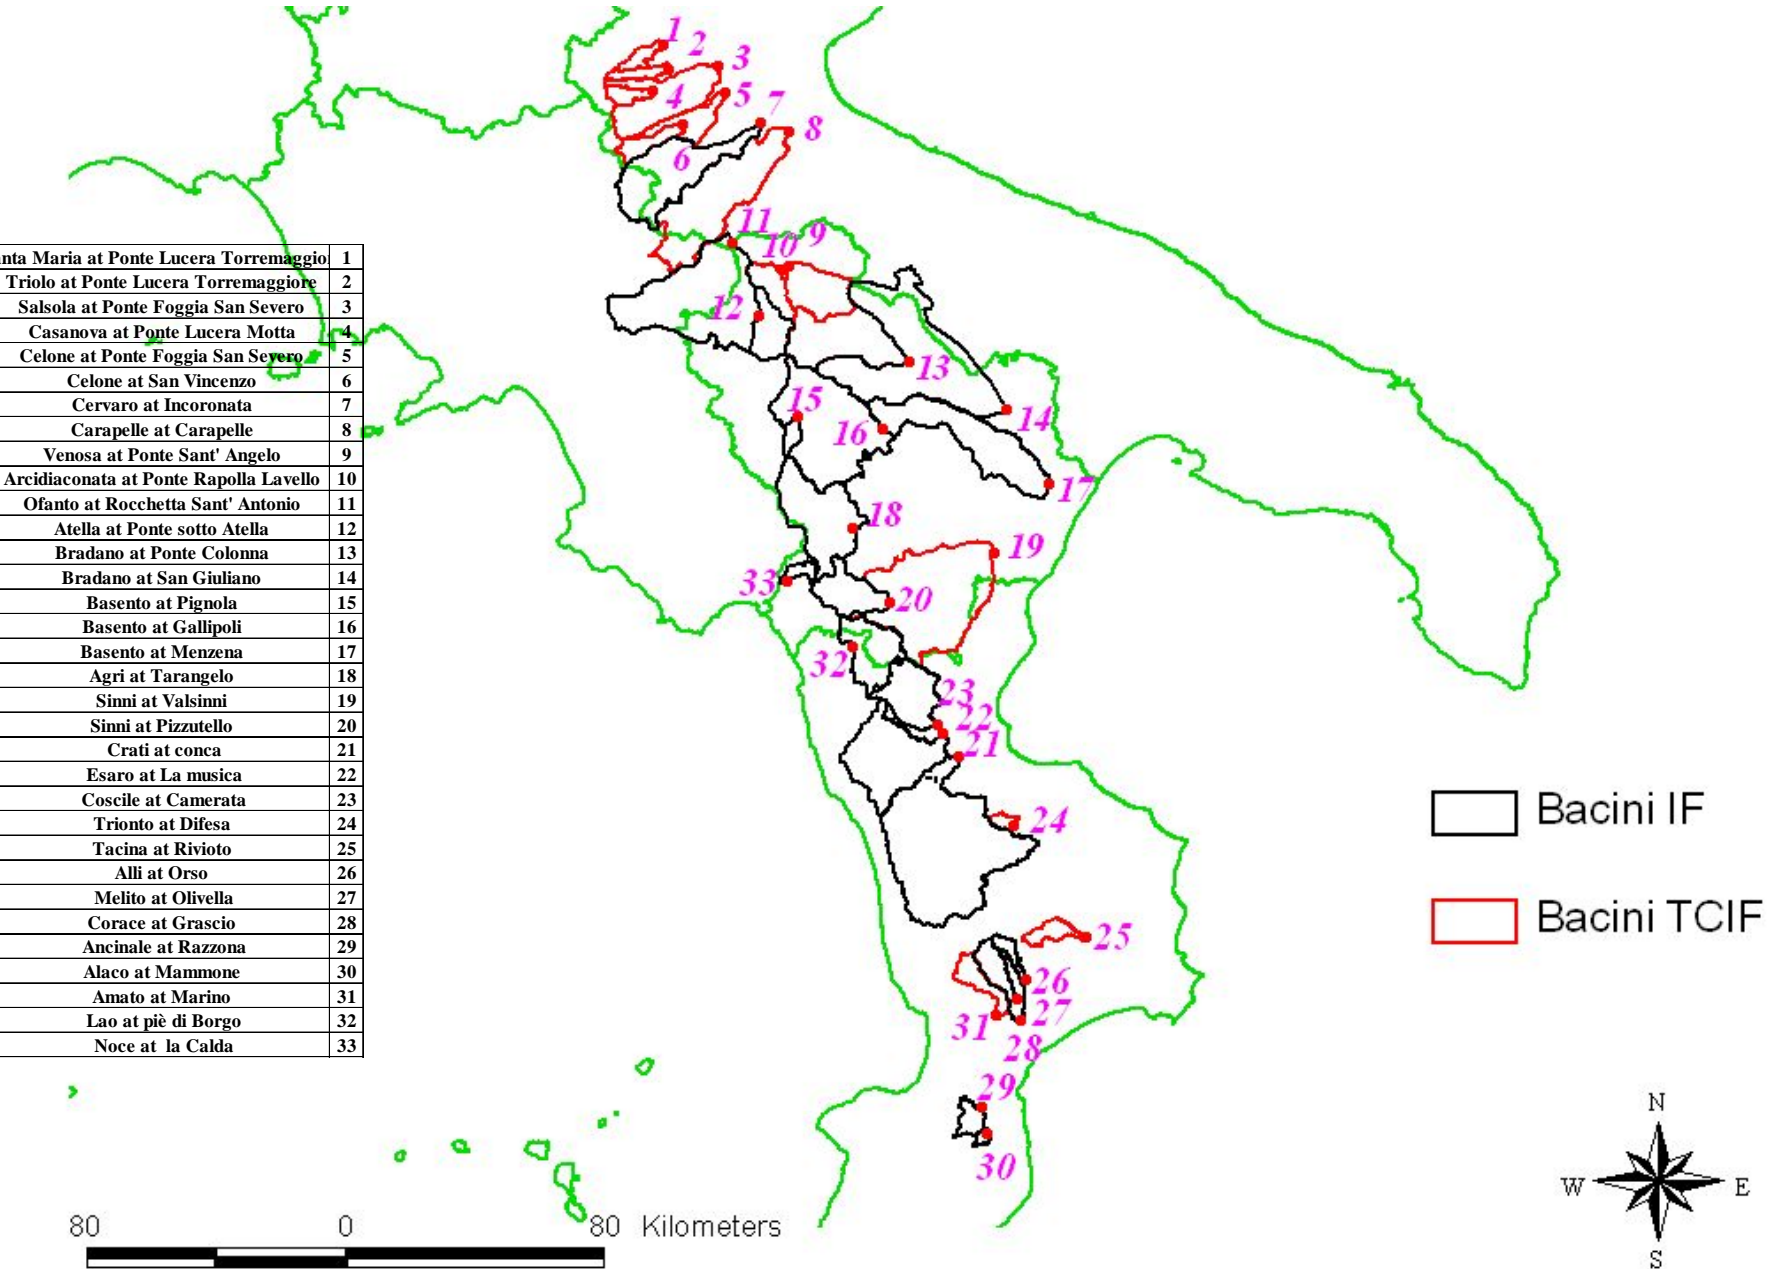 nta Maria at Ponte Lucera Torremaggio 1
Triolo at Ponte Lucera Torremaggiore 2
Salsola at Ponte Foggia San Severo 3
Casanova at Ponte Lucera Motta 4
Celone at Ponte Foggia San Severo 5
Celone at San Vincenzo 6
Cervaro at Incoronata 7
Carapelle at Carapelle 8
Venosa at Ponte Sant' Angelo 9
Arcidiaconata at Ponte Rapolla Lavello 10
Ofanto at Rocchetta Sant' Antonio 11
Atella at Ponte sotto Atella 12
Bradano at Ponte Colonna 13
Bradano at San Giuliano 14
Basento at Pignola 15
Basento at Gallipoli 16
Basento at Menzena 17
Agri at Tarangelo 18
Sinni at Valsinni 19
Sinni at Pizzutello 20
Crati at conca 21
Esaro at La musica 22
Coscile at Camerata 23
Trionto at Difesa 24
Tacina at Rivioto 25
Alli at Orso 26
Melito at Olivella 27
Corace at Grascio 28
Ancinale at Razzona 29
Alaco at Mammone 30
Amato at Marino 31
Lao at piè di Borgo 32
Noce at la Calda 33
1
2
3
4
5
7
8
6
11
9
10
12
13
15
14
16
17
18
19
33
20
32
23
22
21
24
25
26
27
31
28
29
30
Bacini IF
Bacini TCIF
N
W
E
S
80 0 80 Kilometers